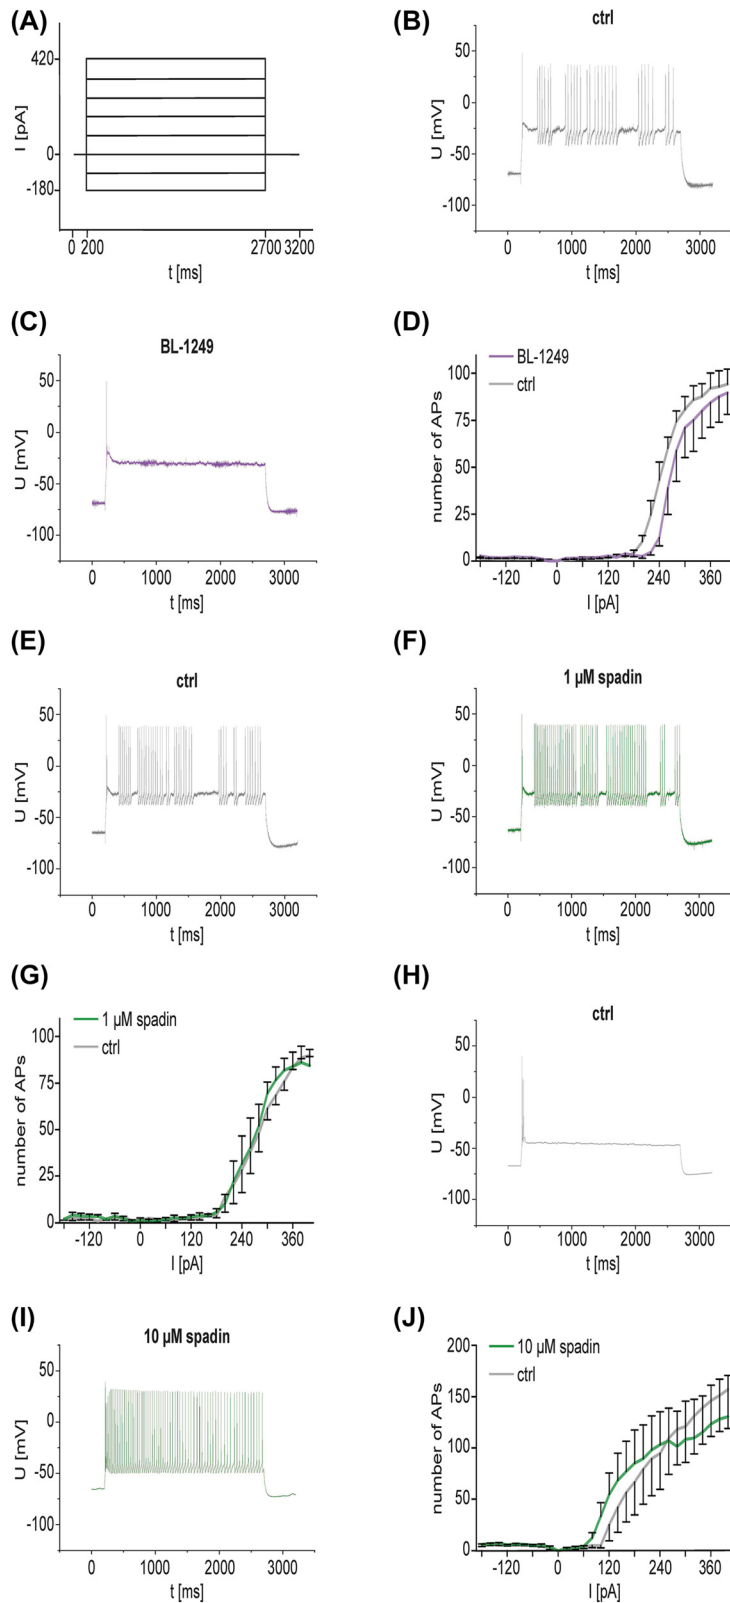 (A)
I [pA]
420
0
-180
0 200 2700 3200
t [ms]
(B)
ctrl
U [mV]
50
0
-50
-100
0 1000 2000 3000
t [ms]
(C)
BL-1249
U [mV]
50
0
-50
-100
0 1000 2000 3000
t [ms]
(D)
BL-1249
ctrl
number of APs
100
75
50
25
0
-120 0 120 240 360
I [pA]
(E)
ctrl
U [mV]
50
0
-50
-100
0 1000 2000 3000
t [ms]
(F)
1 µM spadin
U [mV]
50
0
-50
-100
0 1000 2000 3000
t [ms]
(G)
1 µM spadin
ctrl
number of APs
100
75
50
25
0
-120 0 120 240 360
I [pA]
(H)
ctrl
U [mV]
50
0
-50
-100
0 1000 2000 3000
t [ms]
(I)
10 µM spadin
U [mV]
50
0
-50
-100
0 1000 2000 3000
t [ms]
(J)
10 µM spadin
ctrl
number of APs
200
150
100
50
0
-120 0 120 240 360
I [pA]